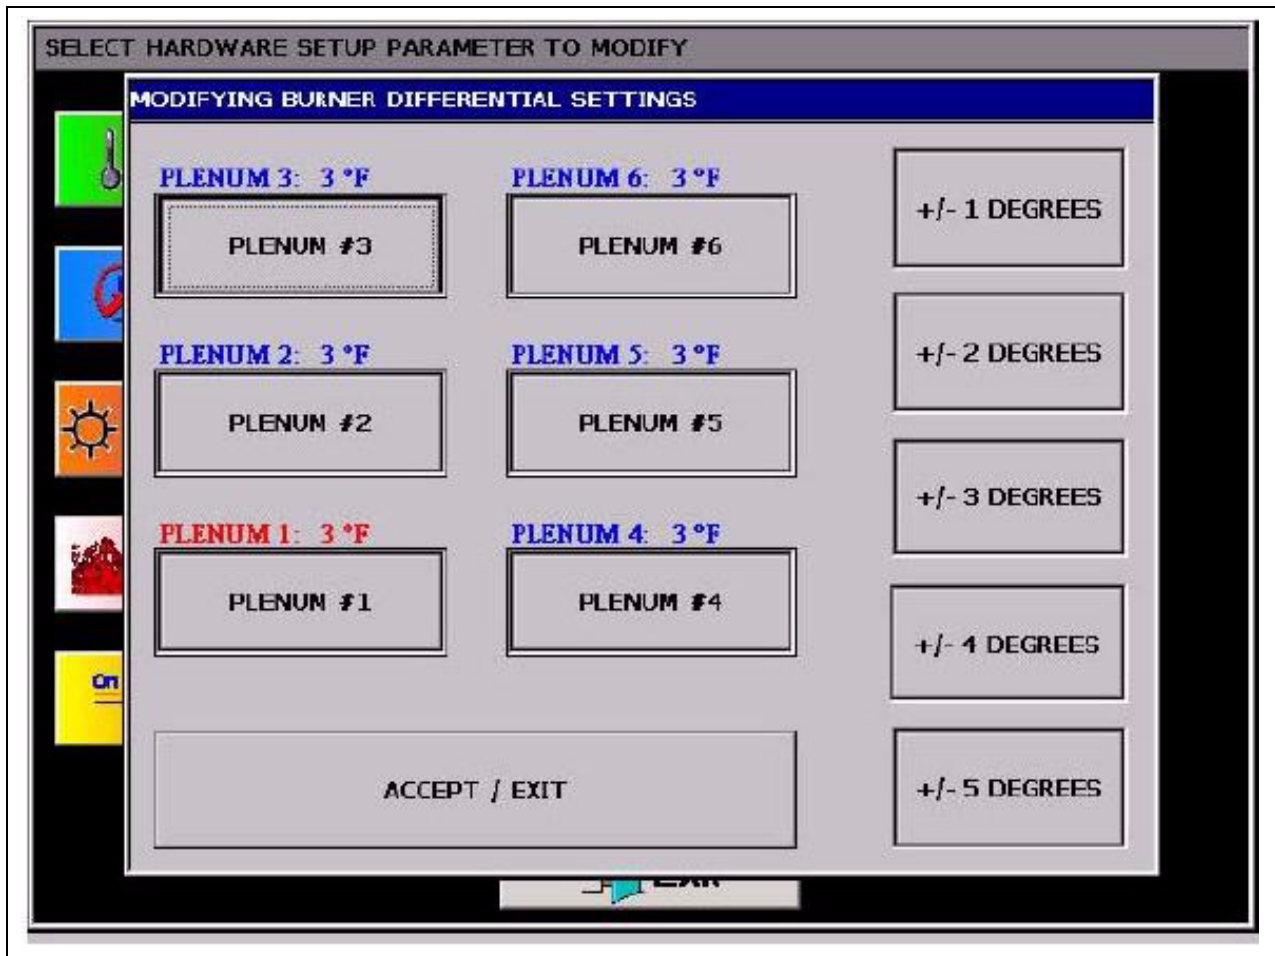 SELECT HARDWARE SETUP PARAMETER TO MODIFY
MODIFYING BURNER DIFFERENTIAL SETTINGS
PLENUM 3: 3 °F
PLENUM #3
PLENUM 6: 3 °F
PLENUM #6
PLENUM 2: 3 °F
PLENUM #2
PLENUM 5: 3 °F
PLENUM #5
PLENUM 1: 3 °F
PLENUM #1
PLENUM 4: 3 °F
PLENUM #4
+/- 1 DEGREES
+/- 2 DEGREES
+/- 3 DEGREES
+/- 4 DEGREES
+/- 5 DEGREES
On
ACCEPT / EXIT